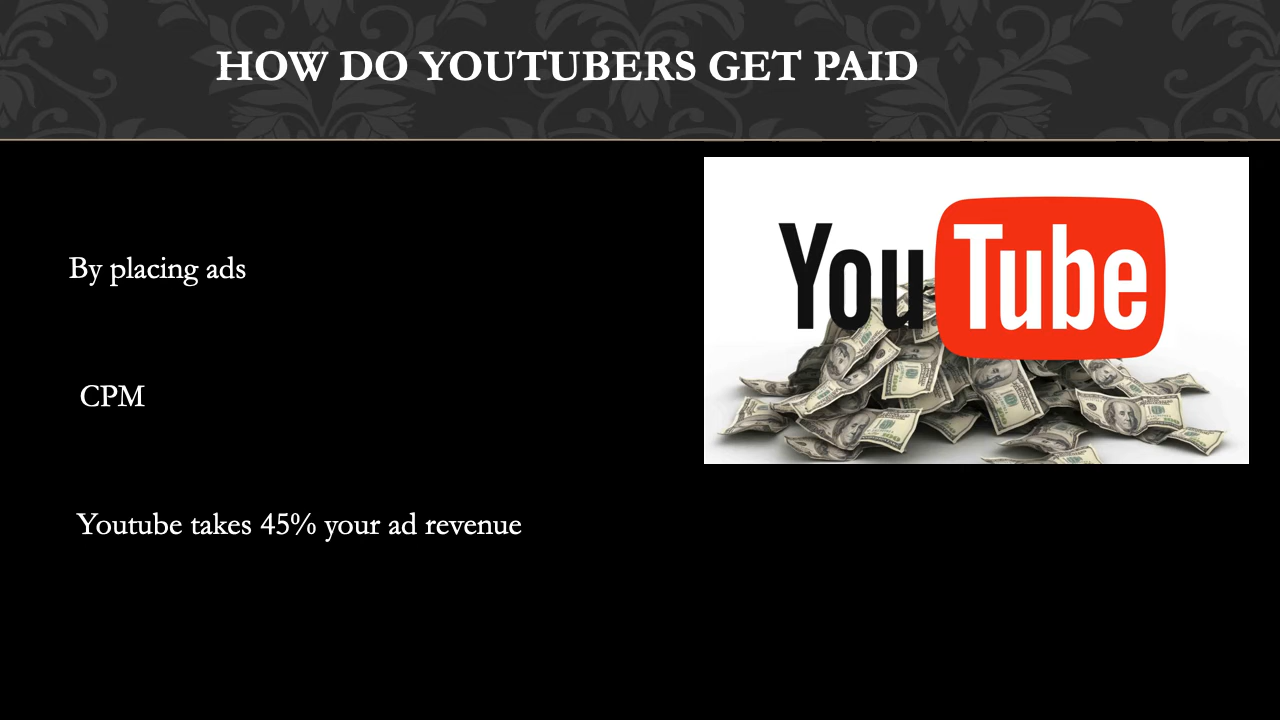 HOW DO YOUTUBERS GET PAID
By placing ads
CPM
Youtube takes 45% your ad revenue
YouTube